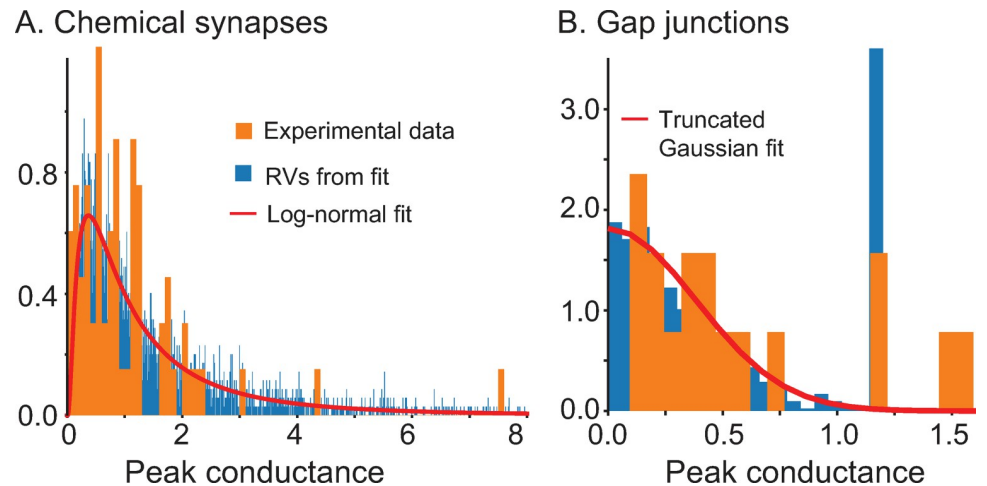 A. Chemical synapses
Experimental data
RVs from fit
Log-normal fit
0.8
0.4
0.0
0 2 4 6 8
Peak conductance
B. Gap junctions
Truncated
Gaussian fit
3.0
2.0
1.0
0.0
0.0 0.5 1.0 1.5
Peak conductance